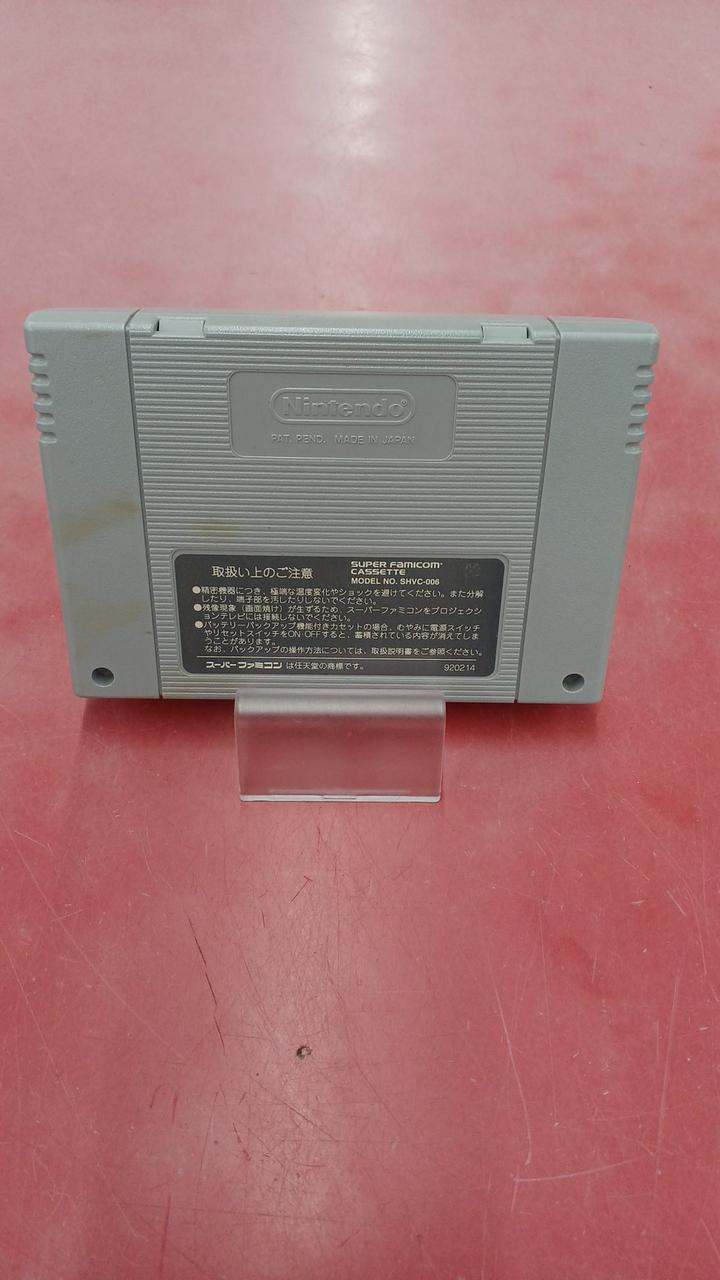 Nintendo®
PAT. PEND. MADE IN JAPAN
取扱い上のご注意
SUPER FAMICOM
CASSETTE
MODEL NO. SHVC-006
●精密機器につき、極端な温度変化やショックを避けてください。また分解
したり、端子部を汚したりしないでください。
●残像現象（画面焼け）が生ずるため、スーパーファミコンをプロジェクシ
ョンテレビには接続しないでください。
●バッテリーバックアップ機能付きカセットの場合、むやみに電源スイッチ
やリセットスイッチをON・OFFすると、蓄積されている内容が消えてしま
うことがあります。
なお、バックアップの操作方法については、取扱説明書をご参照ください。
スーパーファミコン は任天堂の商標です。
920214